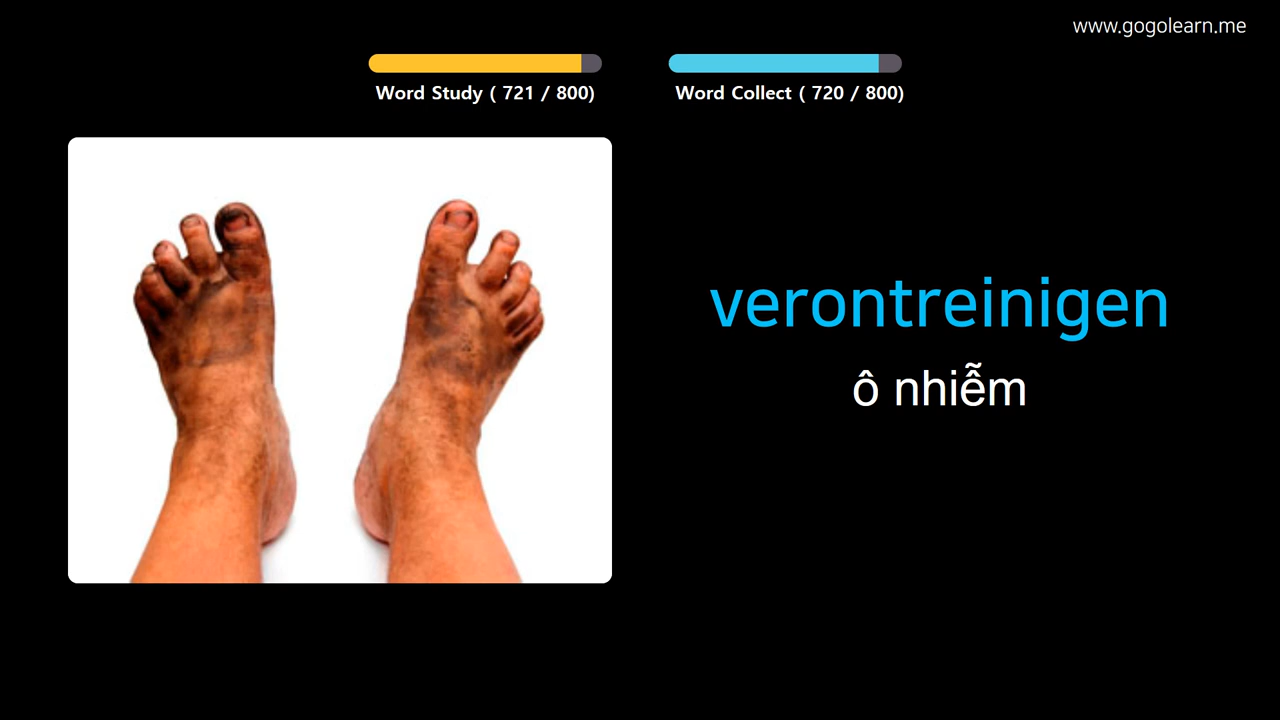 www.gogolearn.me
Word Study ( 721 / 800)
Word Collect ( 720 / 800)
verontreinigen
ô nhiễm